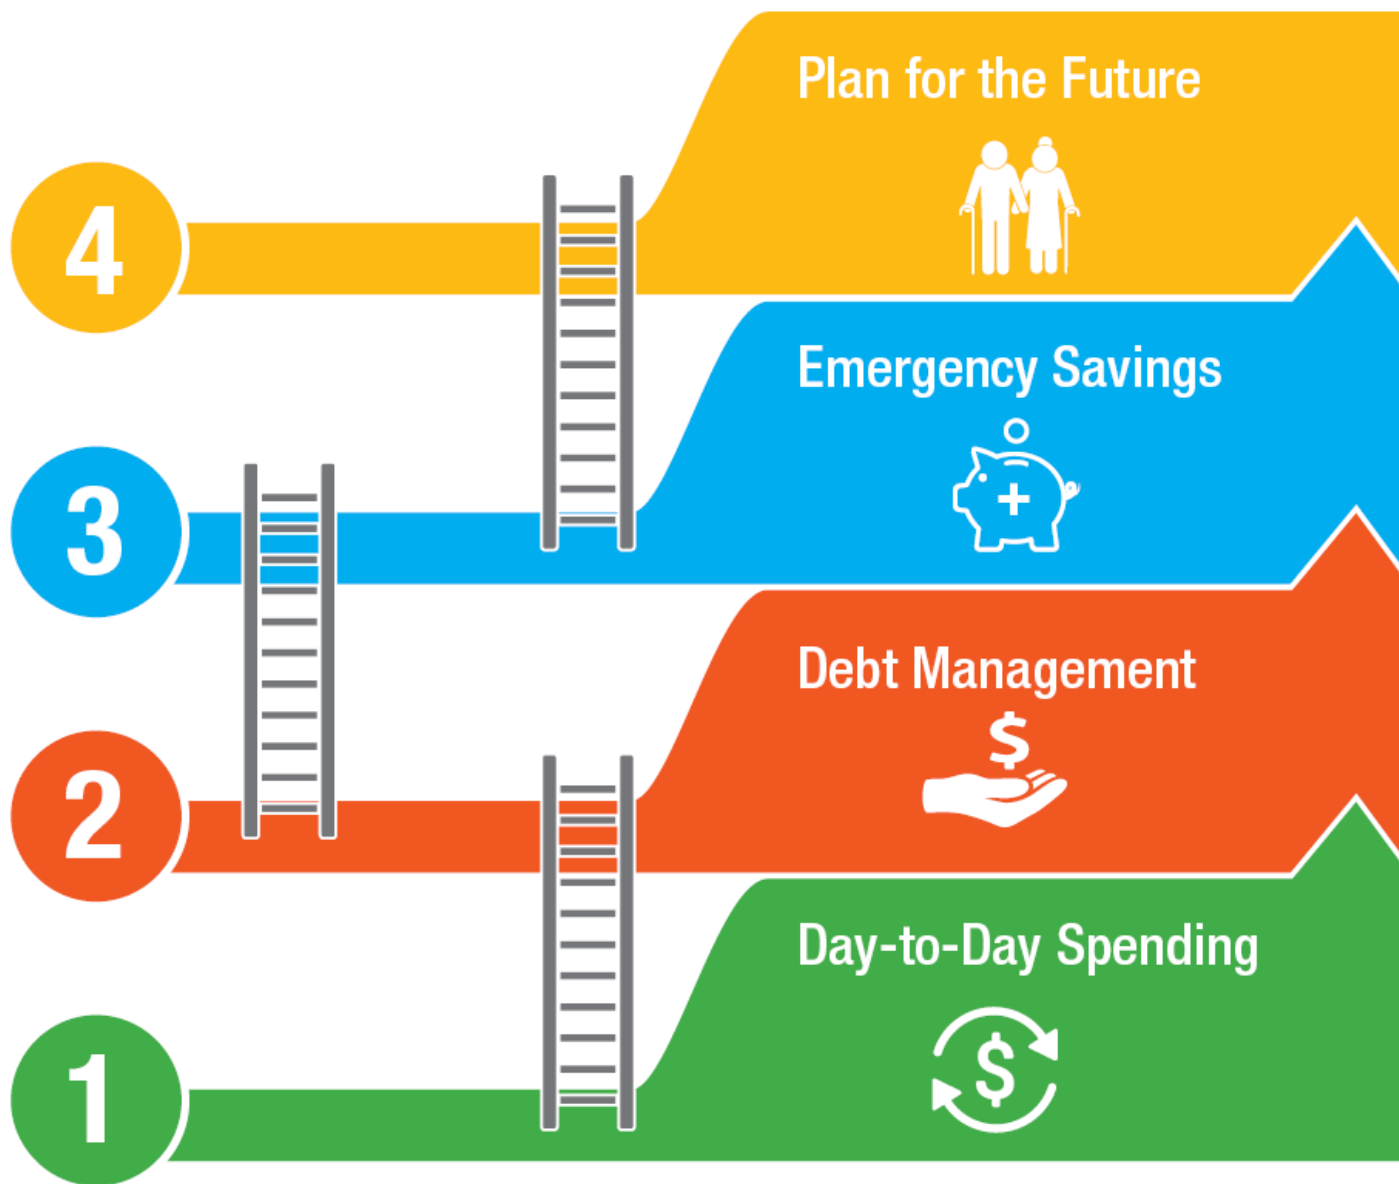 Plan for the Future
4
Emergency Savings
3
Debt Management
$
2
Day-to-Day Spending
$
1